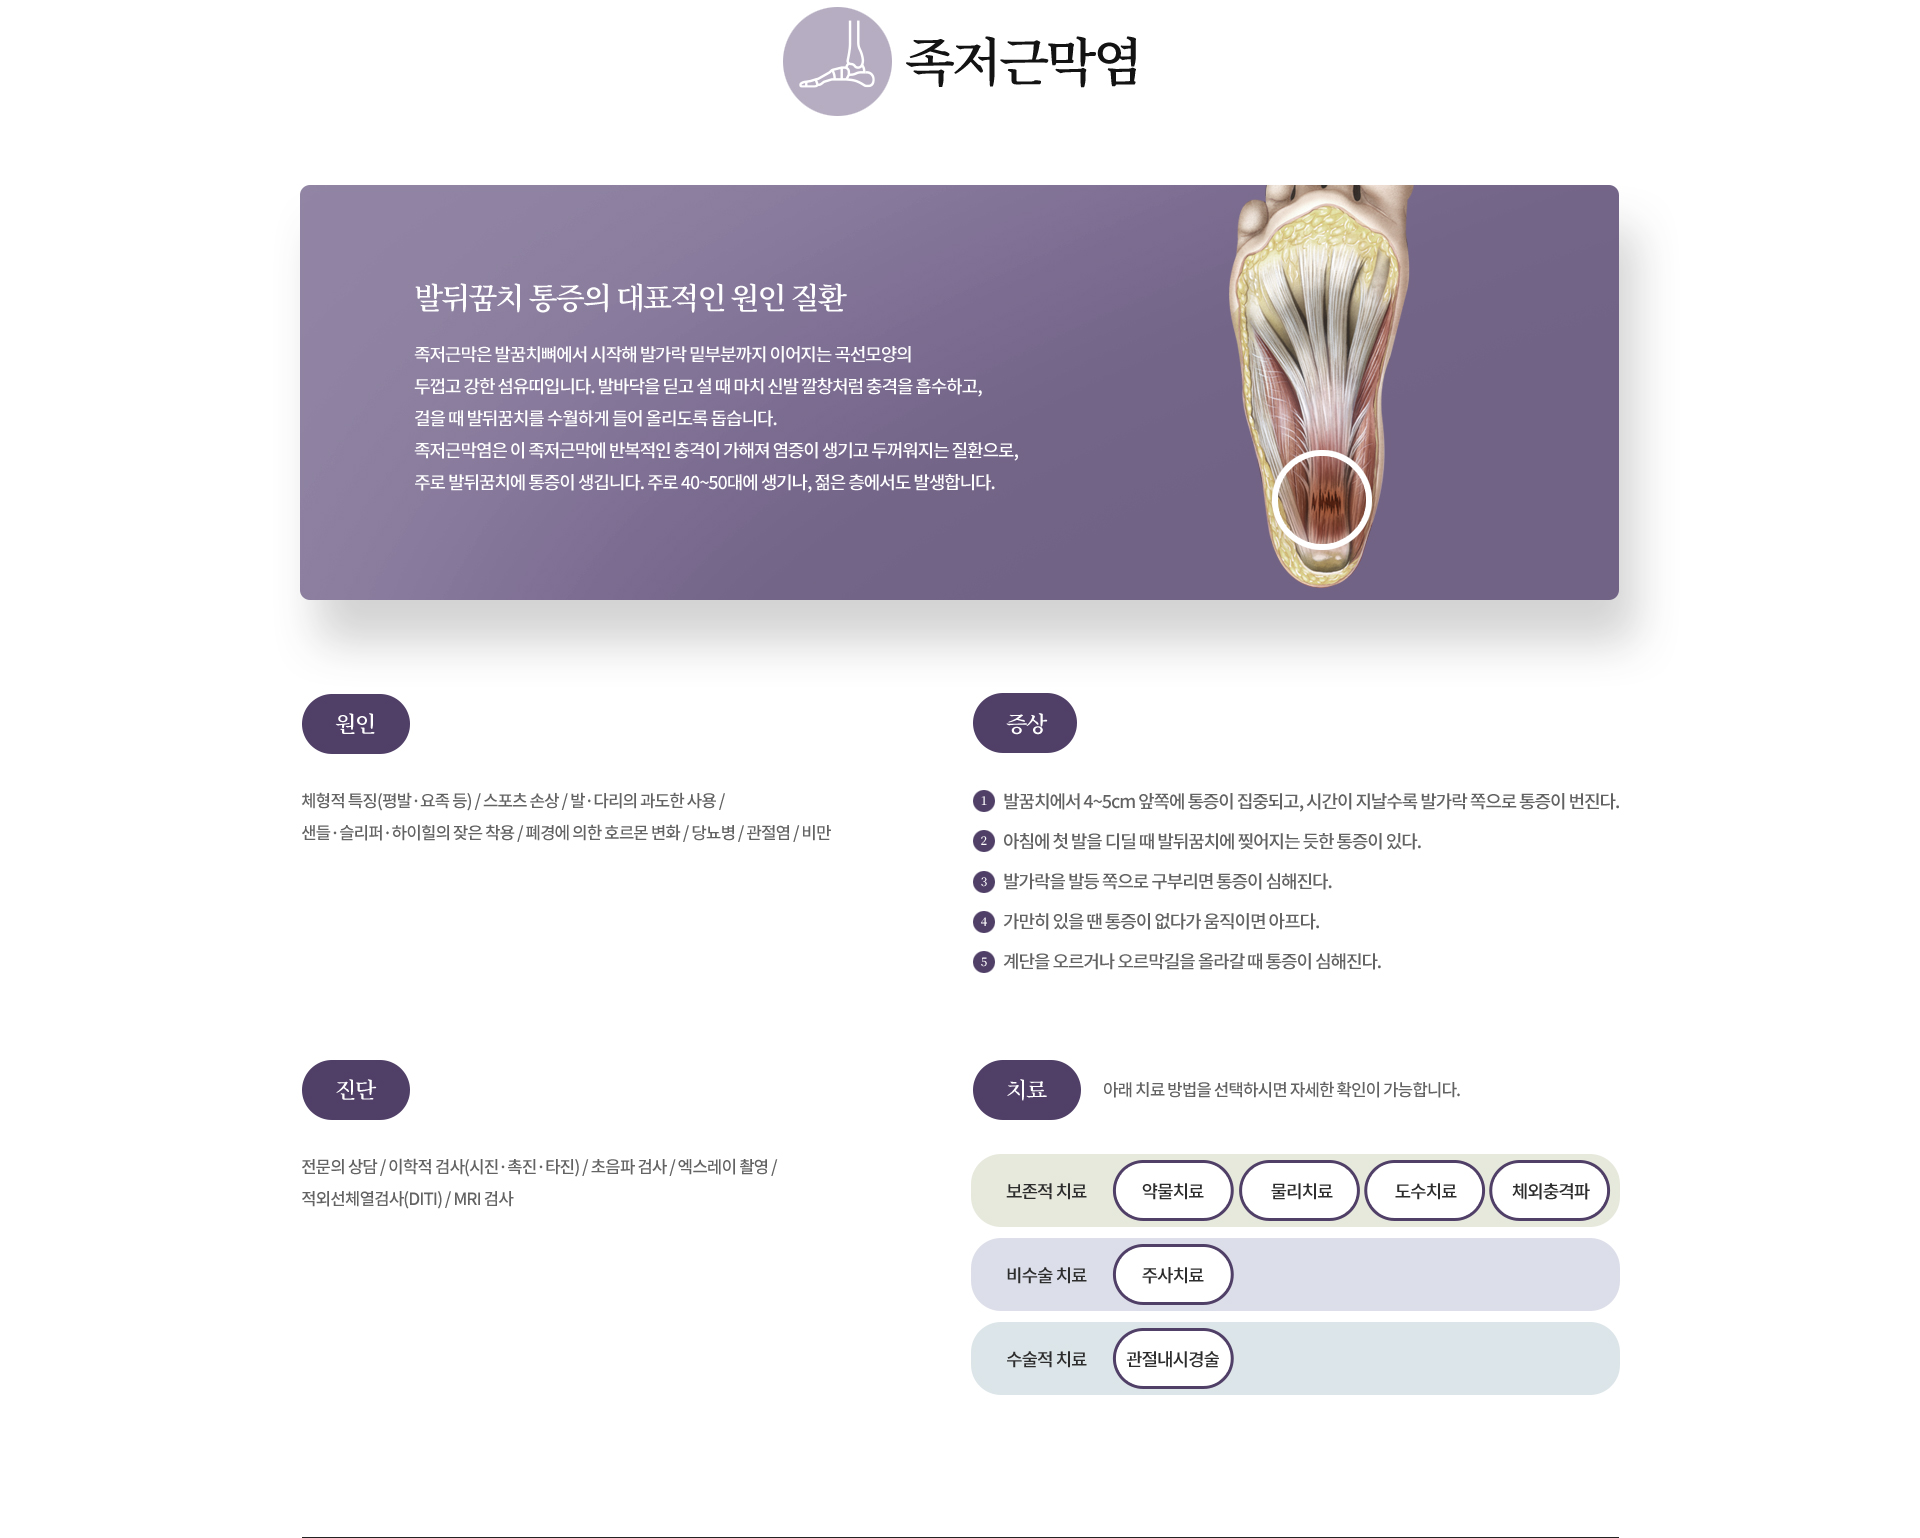 족저근막염
발뒤꿈치 통증의 대표적인 원인 질환
족저근막은 발꿈치뼈에서 시작해 발가락 밑부분까지 이어지는 곡선모양의
두껍고 강한 섬유띠입니다. 발바닥을 딛고 설 때 마치 신발 깔창처럼 충격을 흡수하고,
걸을 때 발뒤꿈치를 수월하게 들어 올리도록 돕습니다.
족저근막염은 이 족저근막에 반복적인 충격이 가해져 염증이 생기고 두꺼워지는 질환으로,
주로 발뒤꿈치에 통증이 생깁니다. 주로 40~50대에 생기나, 젊은 층에서도 발생합니다.
원인
체형적 특징(평발·요족 등) / 스포츠 손상 / 발·다리의 과도한 사용 /
샌들·슬리퍼·하이힐의 잦은 착용 / 폐경에 의한 호르몬 변화 / 당뇨병 / 관절염 / 비만
증상
1 발꿈치에서 4~5cm 앞쪽에 통증이 집중되고, 시간이 지날수록 발가락 쪽으로 통증이 번진다.
2 아침에 첫 발을 디딜 때 발뒤꿈치에 찢어지는 듯한 통증이 있다.
3 발가락을 발등 쪽으로 구부리면 통증이 심해진다.
4 가만히 있을 땐 통증이 없다가 움직이면 아프다.
5 계단을 오르거나 오르막길을 올라갈 때 통증이 심해진다.
진단
전문의 상담 / 이학적 검사(시진·촉진·타진) / 초음파 검사 / 엑스레이 촬영 /
적외선체열검사(DITI) / MRI 검사
치료 아래 치료 방법을 선택하시면 자세한 확인이 가능합니다.
보존적 치료 약물치료 물리치료 도수치료 체외충격파
비수술 치료 주사치료
수술적 치료 관절내시경술